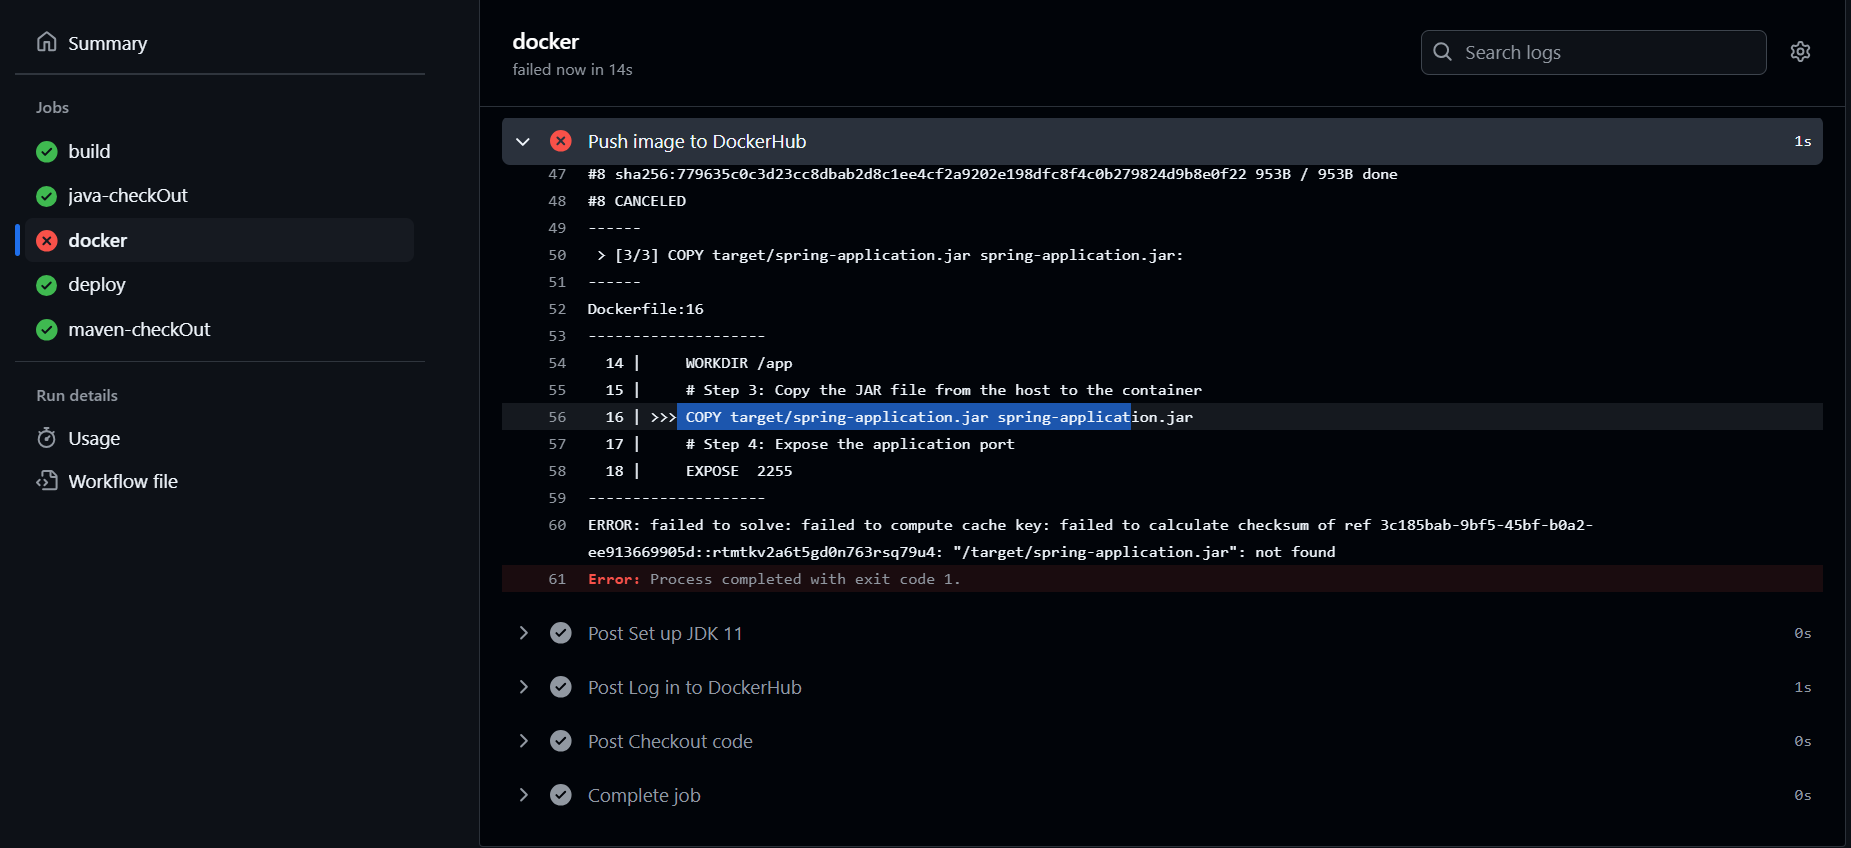 Summary
Jobs
build
java-checkOut
docker
deploy
maven-checkOut
Run details
Usage
Workflow file
docker
failed now in 14s
Search logs
Push image to DockerHub 1s
47 #8 sha256:779635c0c3d23cc8dbab2d8c1ee4cf2a9202e198dfc8f4c0b279824d9b8e0f22 953B / 953B done
48 #8 CANCELED
49 ------
50 > [3/3] COPY target/spring-application.jar spring-application.jar:
51 ------
52 Dockerfile:16
53 --------------------
54 14 | WORKDIR /app
55 15 | # Step 3: Copy the JAR file from the host to the container
56 16 | >>> COPY target/spring-application.jar spring-application.jar
57 17 | # Step 4: Expose the application port
58 18 | EXPOSE 2255
59 --------------------
60 ERROR: failed to solve: failed to compute cache key: failed to calculate checksum of ref 3c185bab-9bf5-45bf-b0a2-
ee913669905d::rtmtkv2a6t5gd0n763rsq79u4: "/target/spring-application.jar": not found
61 Error: Process completed with exit code 1.
Post Set up JDK 11 0s
Post Log in to DockerHub 1s
Post Checkout code 0s
Complete job 0s